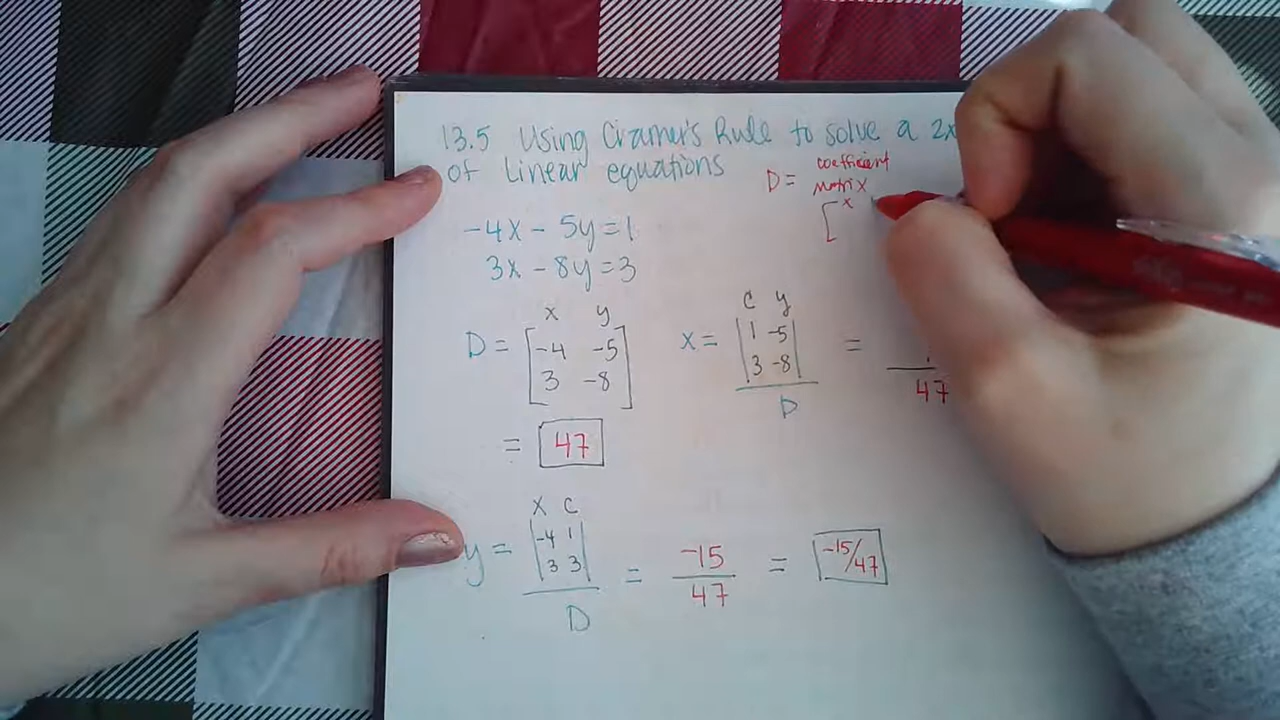 13.5 Using Cramer's Rule to solve a 2x
of linear equations
D = coefficient
matrix
[ x
-4x - 5y = 1
3x - 8y = 3
x y
D = [ -4 -5
3 -8 ]
= 47
C y
x = | 1 -5 |
| 3 -8 |
D
=
47
X C
y = | -4 1 |
| 3 3 |
D
= -15
47
= -15/47